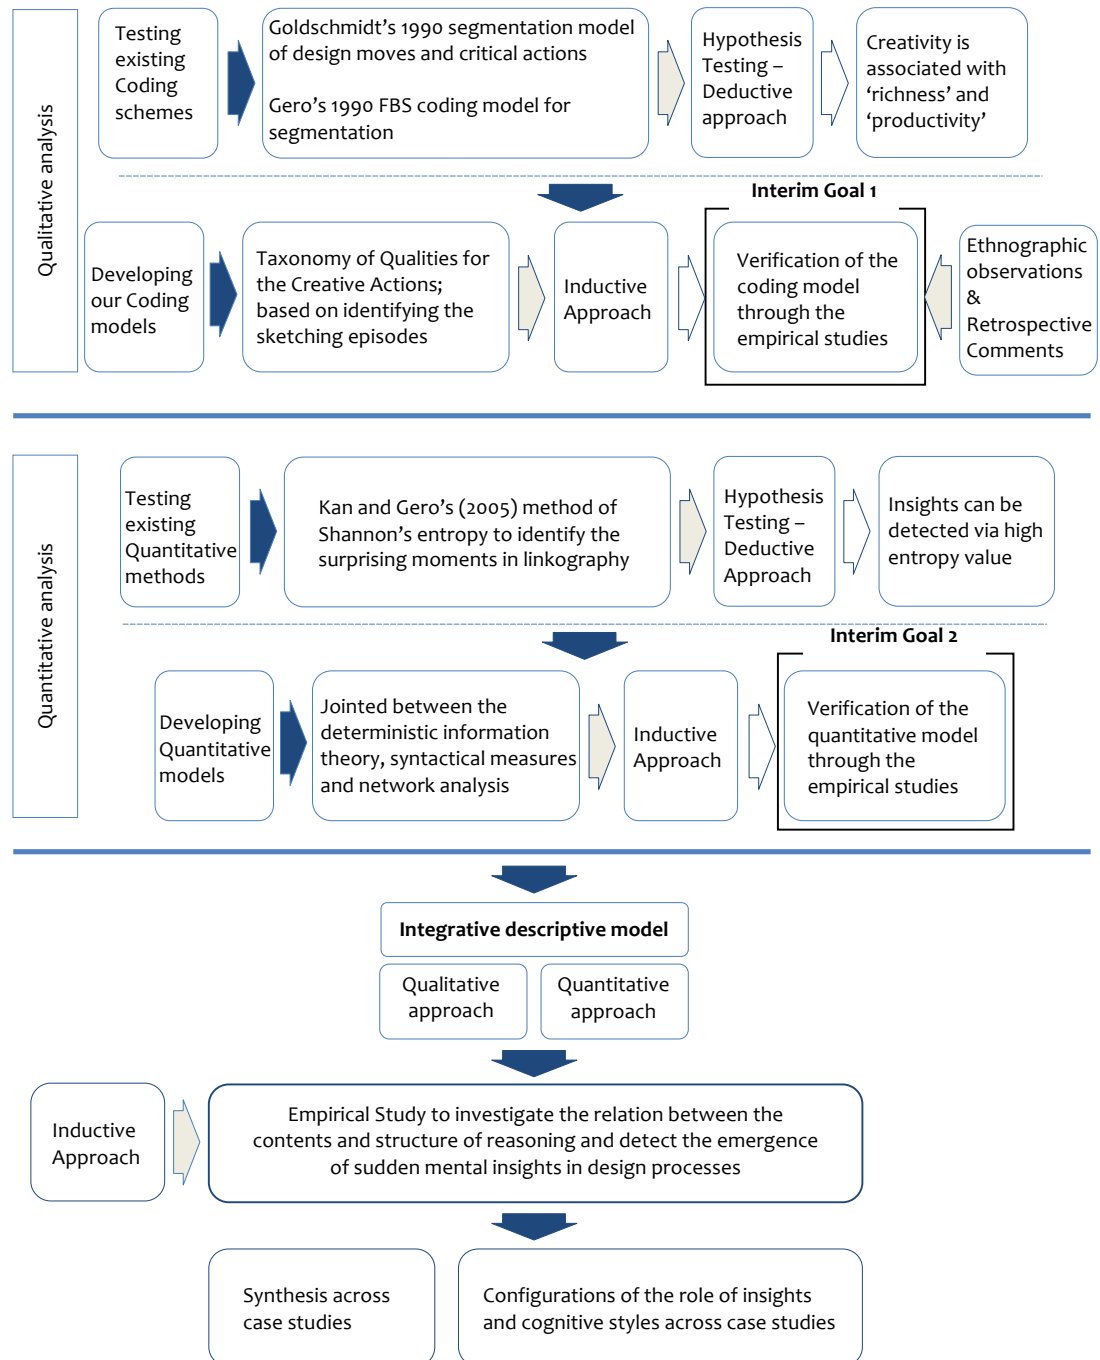 Qualitative analysis
Testing
existing
Coding
schemes
Goldschmidt's 1990 segmentation model
of design moves and critical actions
Gero's 1990 FBS coding model for
segmentation
Hypothesis
Testing –
Deductive
approach
Creativity is
associated with
'richness' and
'productivity'
Interim Goal 1
Developing
our Coding
models
Taxonomy of Qualities for
the Creative Actions;
based on identifying the
sketching episodes
Inductive
Approach
Verification of the
coding model
through the
empirical studies
Ethnographic
observations
&
Retrospective
Comments
Quantitative analysis
Testing
existing
Quantitative
methods
Kan and Gero's (2005) method of
Shannon's entropy to identify the
surprising moments in linkography
Hypothesis
Testing –
Deductive
Approach
Insights can be
detected via high
entropy value
Interim Goal 2
Developing
Quantitative
models
Jointed between the
deterministic information
theory, syntactical measures
and network analysis
Inductive
Approach
Verification of the
quantitative model
through the
empirical studies
Integrative descriptive model
Qualitative
approach
Quantitative
approach
Inductive
Approach
Empirical Study to investigate the relation between the
contents and structure of reasoning and detect the emergence
of sudden mental insights in design processes
Synthesis across
case studies
Configurations of the role of insights
and cognitive styles across case studies